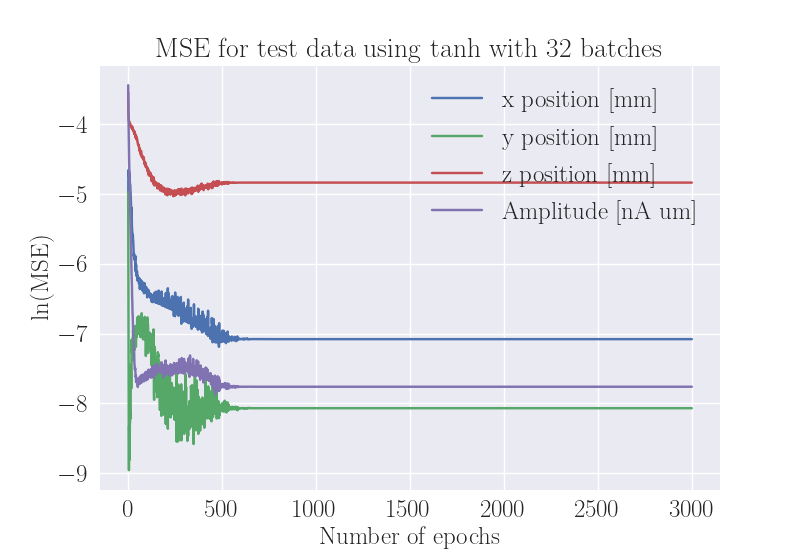 MSE for test data using tanh with 32 batches
x position [mm]
y position [mm]
z position [mm]
Amplitude [nA um]
ln(MSE)
−4
−5
−6
−7
−8
−9
0 500 1000 1500 2000 2500 3000
Number of epochs